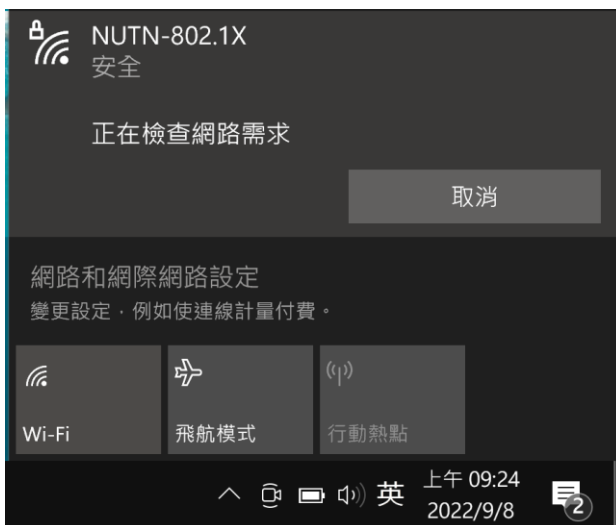 NUTN-802.1X
安全
正在檢查網路需求
取消
網路和網際網路設定
變更設定，例如使連線計量付費。
Wi-Fi
飛航模式
行動熱點
英
上午 09:24
2022/9/8
2